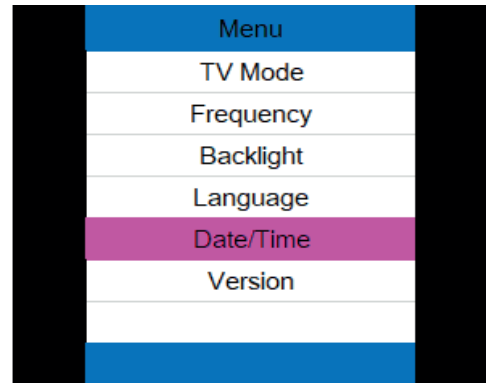 Menu
TV Mode
Frequency
Backlight
Language
Date/Time
Version